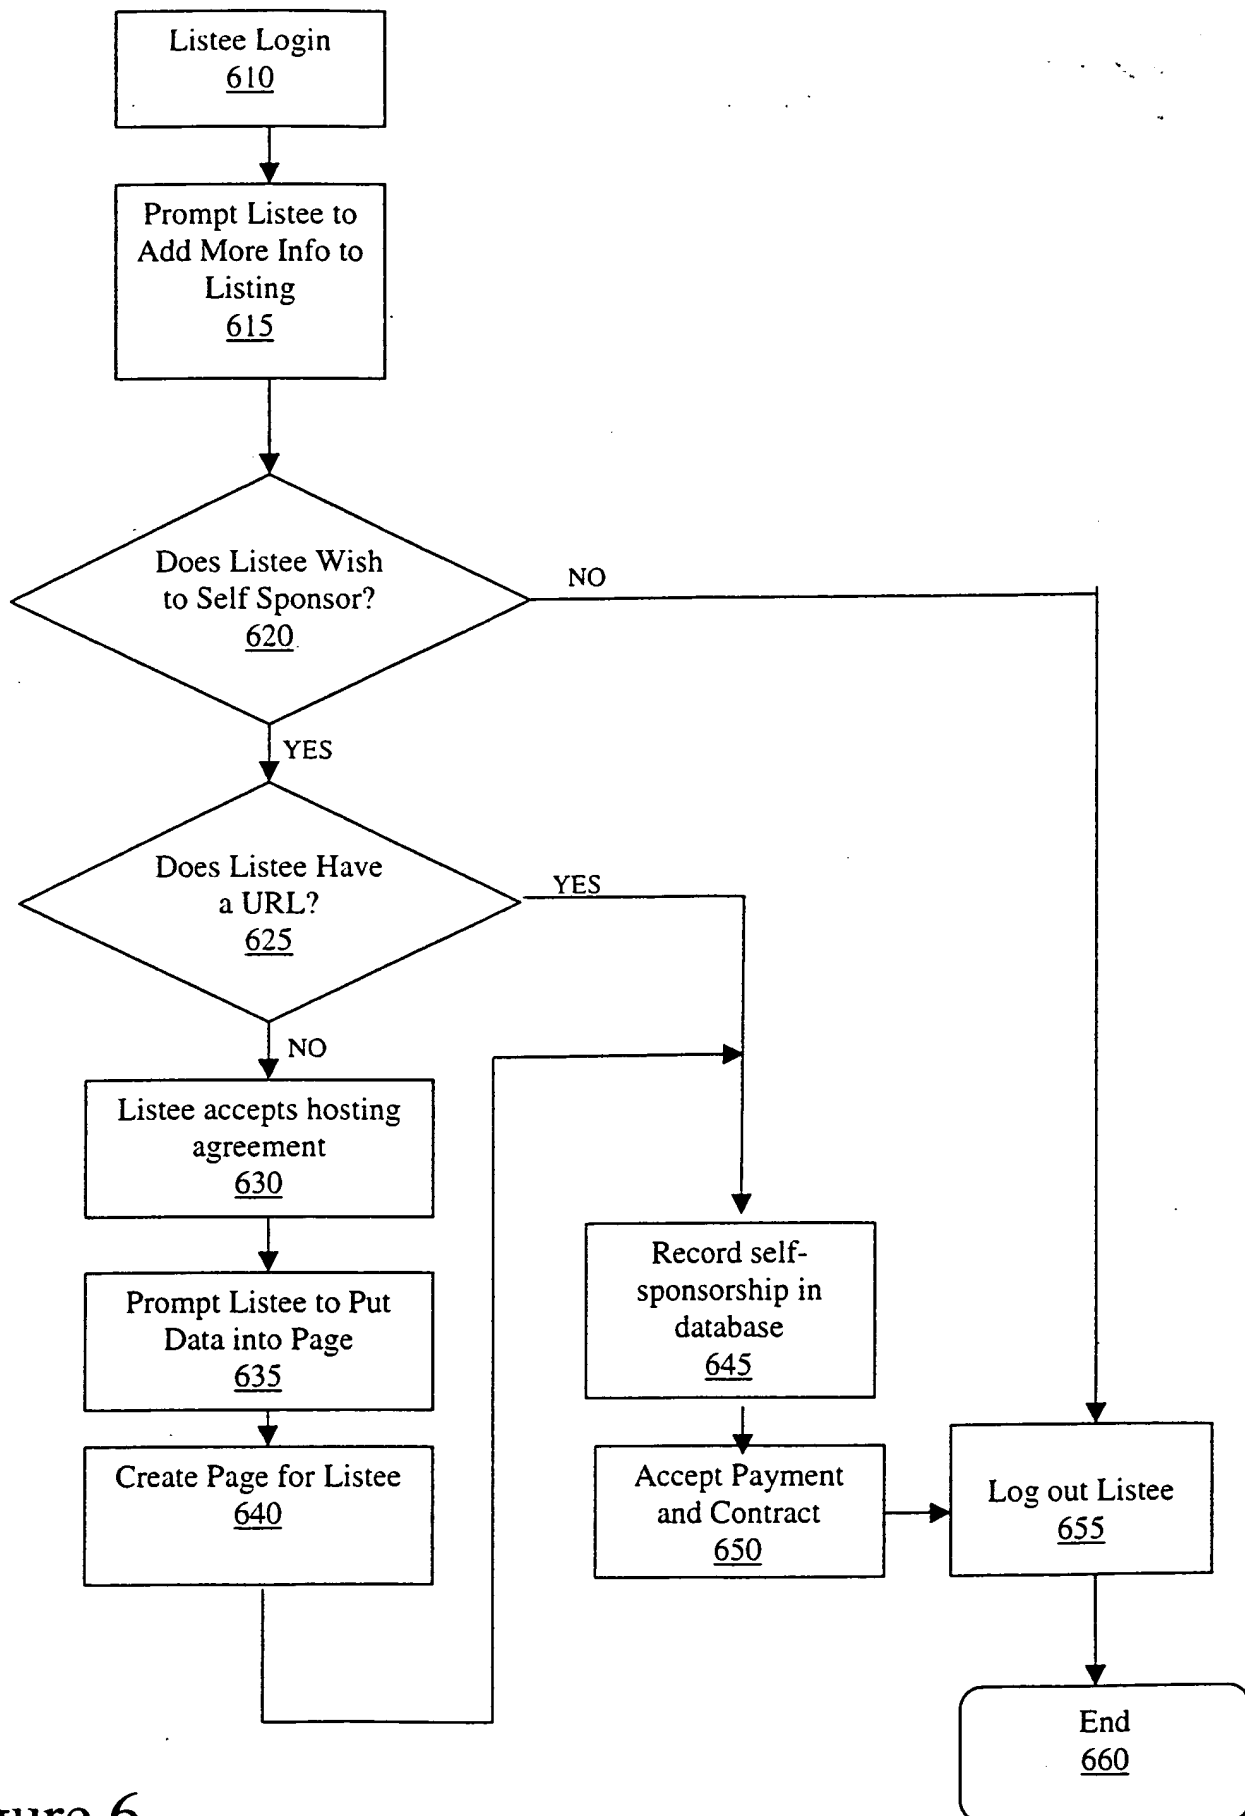 Listee Login
610
Prompt Listee to
Add More Info to
Listing
615
Does Listee Wish
to Self Sponsor?
620
NO
YES
Does Listee Have
a URL?
625
YES
NO
Listee accepts hosting
agreement
630
Prompt Listee to Put
Data into Page
635
Create Page for Listee
640
Record self-
sponsorship in
database
645
Accept Payment
and Contract
650
Log out Listee
655
End
660
gure 6